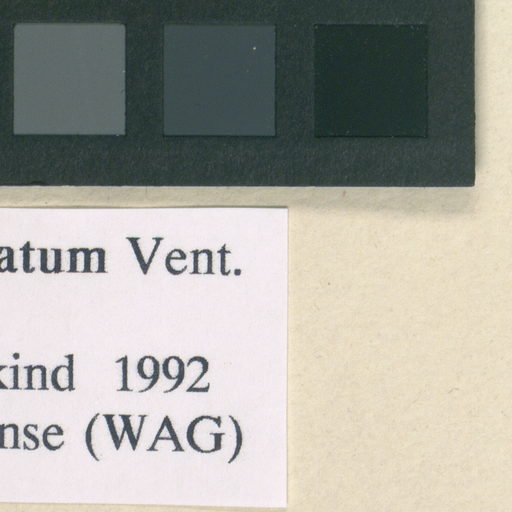 atum Vent.
kind 1992
nse (WAG)